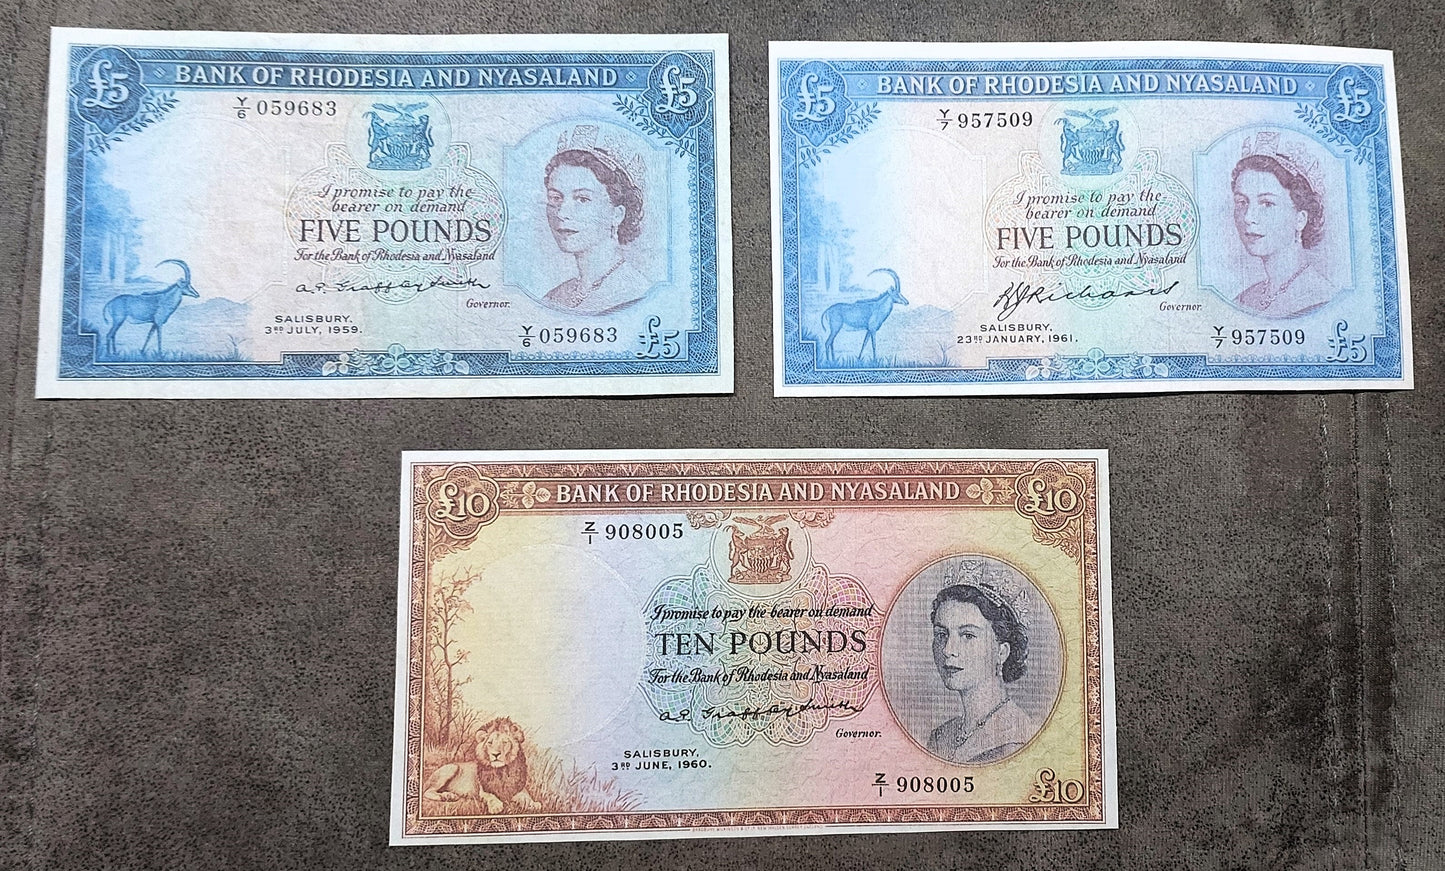 £5 BANK OF RHODESIA AND NYASALAND £5
Y/6 059683
I promise to pay the
bearer on demand
FIVE POUNDS
For the Bank of Rhodesia and Nyasaland
Governor.
SALISBURY,
3RD JULY, 1959.
Y/6 059683
£5
£5 BANK OF RHODESIA AND NYASALAND £5
Y/7 957509
I promise to pay the
bearer on demand
FIVE POUNDS
For the Bank of Rhodesia and Nyasaland
Governor.
SALISBURY,
23RD JANUARY, 1961.
Y/7 957509
£5
£10 BANK OF RHODESIA AND NYASALAND £10
Z/1 908005
I promise to pay the bearer on demand
TEN POUNDS
For the Bank of Rhodesia and Nyasaland
Governor.
SALISBURY,
3RD JUNE, 1960.
Z/1 908005
£10